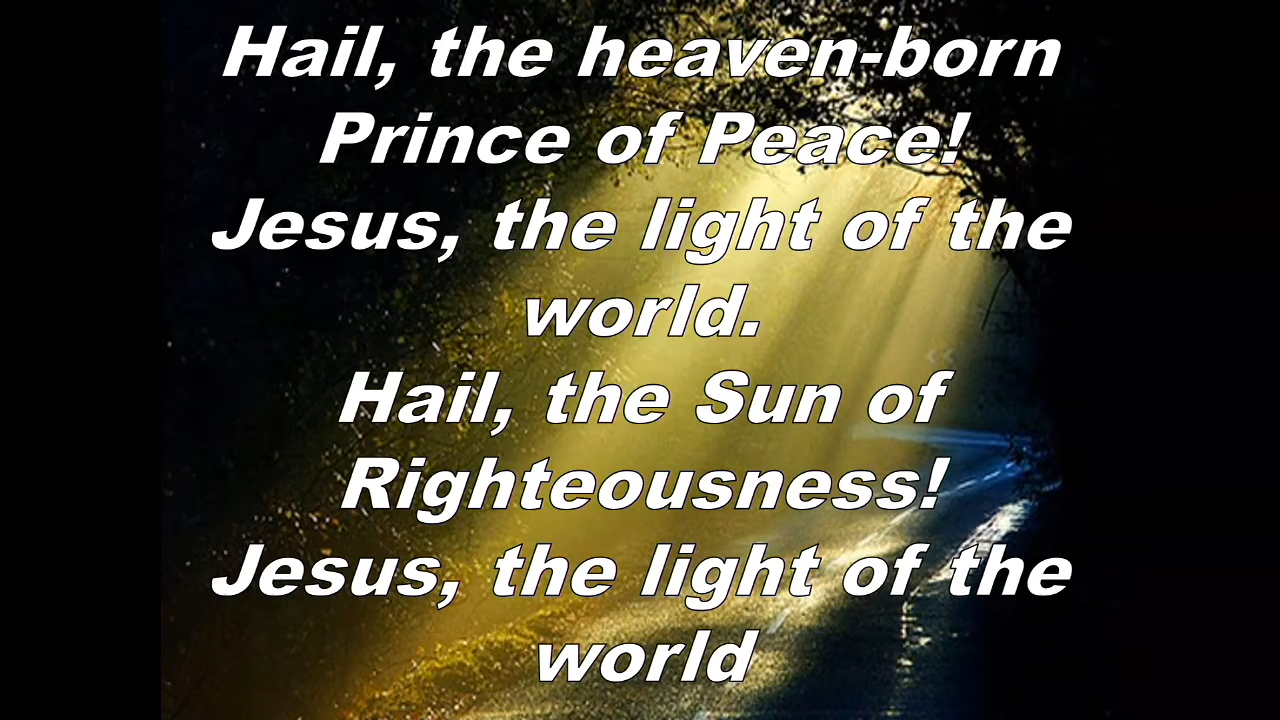 Hail, the heaven-born
Prince of Peace!
Jesus, the light of the
world.
Hail, the Sun of
Righteousness!
Jesus, the light of the
world